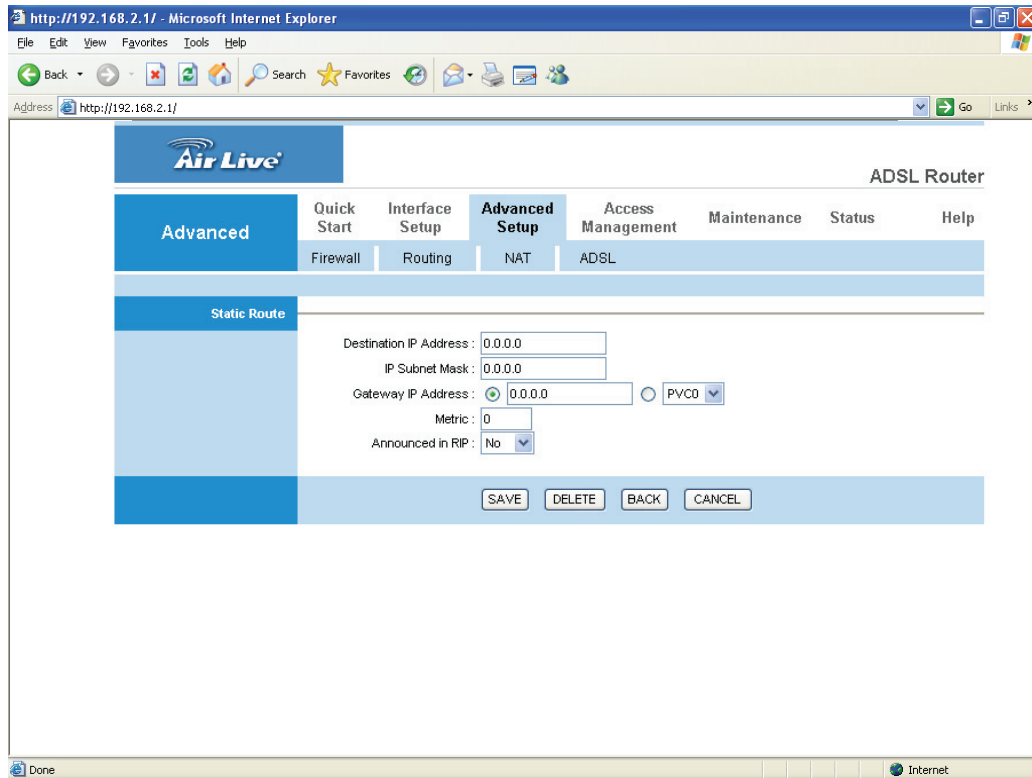 http://192.168.2.1/ - Microsoft Internet Explorer
File Edit View Favorites Tools Help
Back Search Favorites
Address http://192.168.2.1/ Go Links
Air Live
ADSL Router
Advanced
Quick Start Interface Setup Advanced Setup Access Management Maintenance Status Help
Firewall Routing NAT ADSL
Static Route
Destination IP Address : 0.0.0.0
IP Subnet Mask : 0.0.0.0
Gateway IP Address : 0.0.0.0 PVC0
Metric : 0
Announced in RIP : No
SAVE DELETE BACK CANCEL
Done Internet